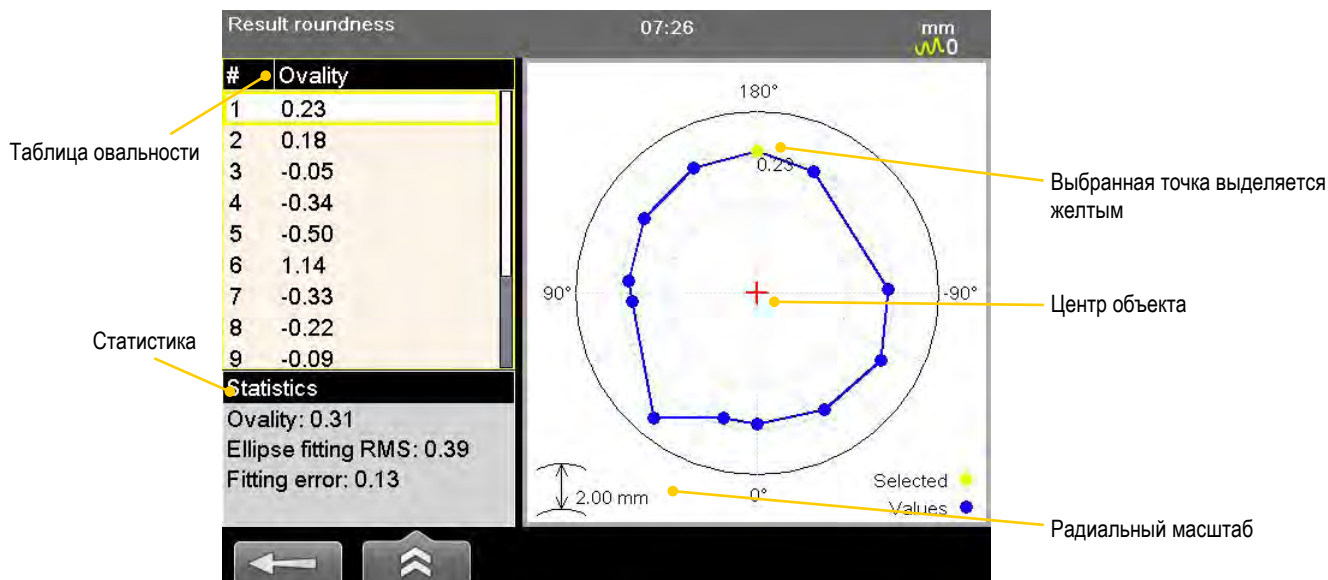 Result roundness
07:26
mm
0
# Ovality
1 0.23
2 0.18
3 -0.05
4 -0.34
5 -0.50
6 1.14
7 -0.33
8 -0.22
9 -0.09
Statistics
Ovality: 0.31
Ellipse fitting RMS: 0.39
Fitting error: 0.13
180°
0.23
90°
-90°
0°
2.00 mm
Selected
Values
Таблица овальности
Статистика
Выбранная точка выделяется
желтым
Центр объекта
Радиальный масштаб